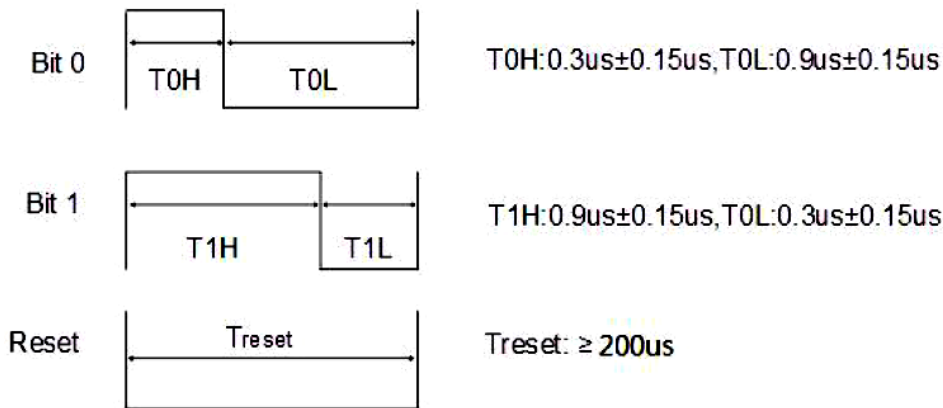 Bit 0
T0H
T0L
T0H:0.3us±0.15us,T0L:0.9us±0.15us
Bit 1
T1H
T1L
T1H:0.9us±0.15us,T0L:0.3us±0.15us
Reset
Treset
Treset: ≥ 200us